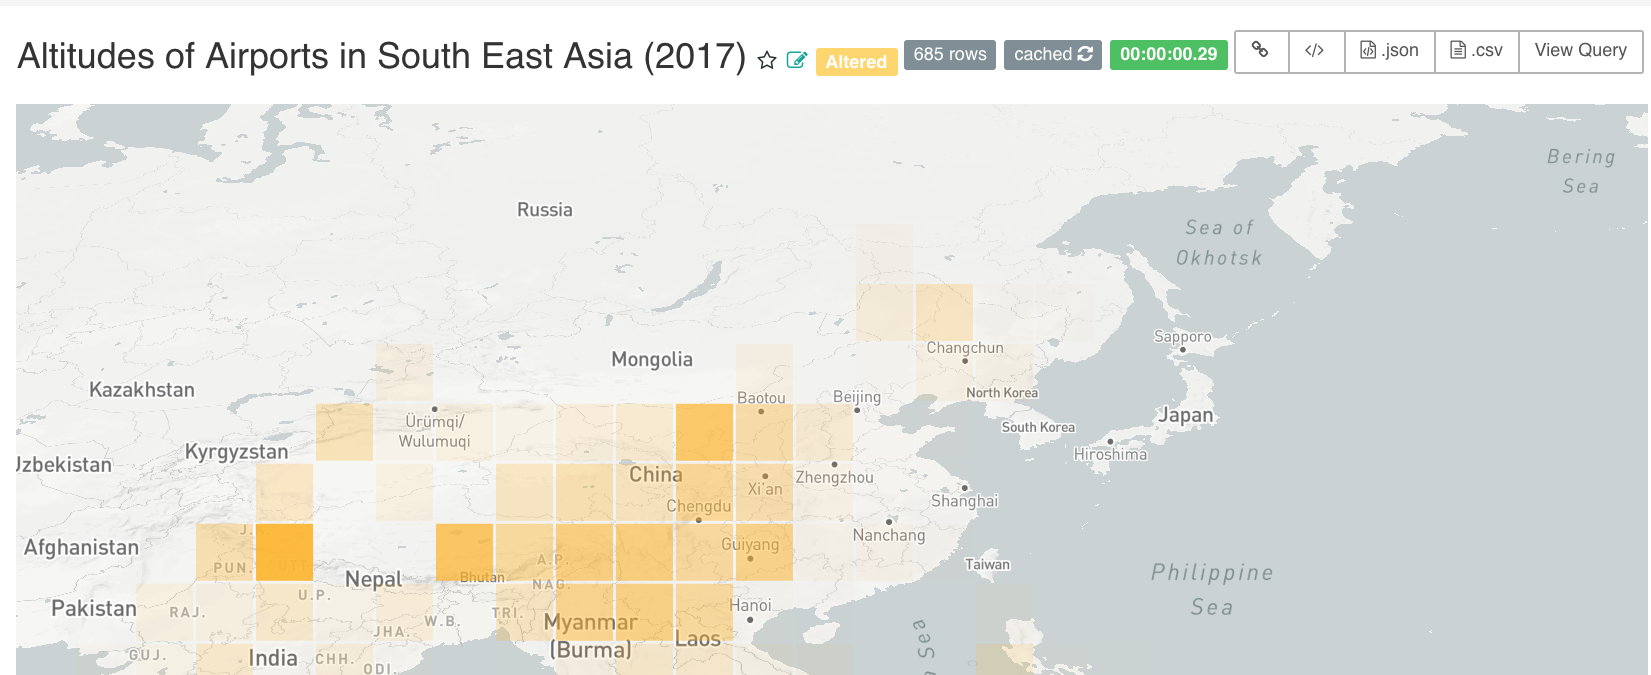 Altitudes of Airports in South East Asia (2017)
Altered
685 rows
cached
00:00:00.29
</>
.json
.csv
View Query
Bering
Sea
Russia
Sea of
Okhotsk
Sapporo
Changchun
Mongolia
Kazakhstan
Baotou
Beijing
North Korea
Japan
Ürümqi/
Wulumuqi
South Korea
Kyrgyzstan
Hiroshima
Jzbekistan
China
Xi'an
Zhengzhou
Chengdu
Shanghai
J.
Nanchang
Afghanistan
Guiyang
A.P.
PUN.
UTT.
Taiwan
Nepal
Bhutan
Philippine
Sea
NAG.
U.P.
Pakistan
RAJ.
TRI.
Hanoi
W.B.
Myanmar
(Burma)
JHA.
Laos
GUJ.
India
CHH.
ODI.
a Sea